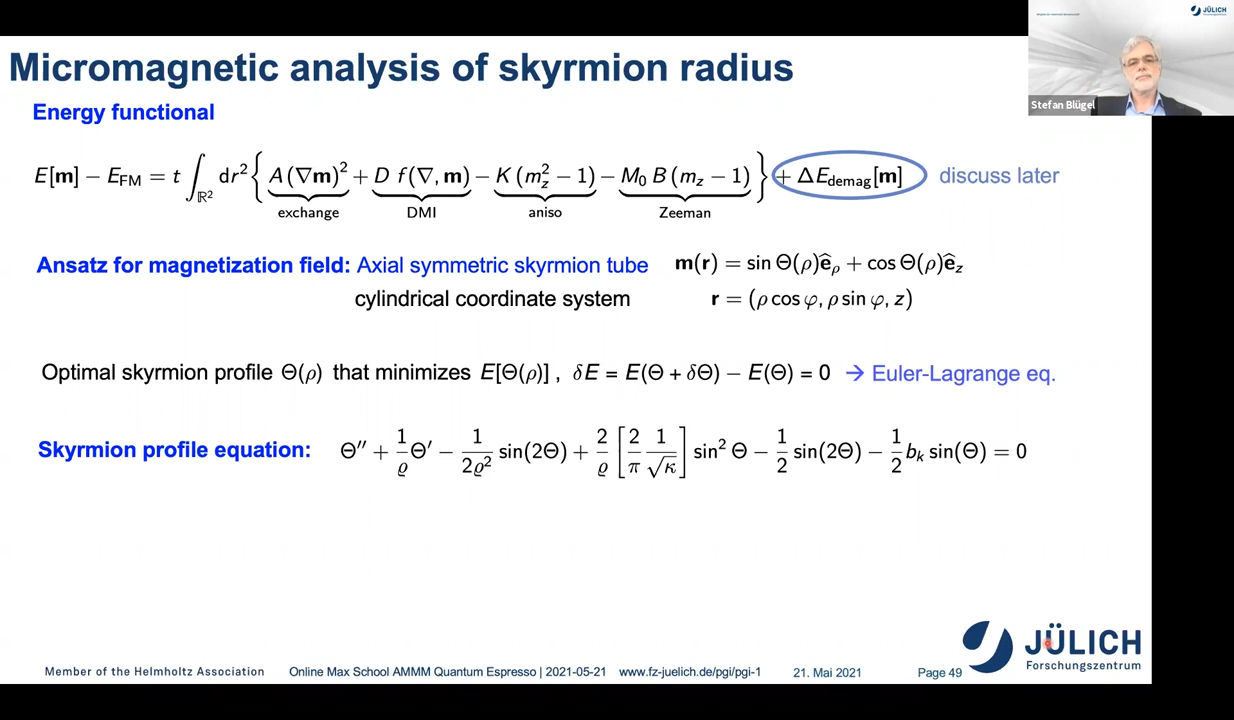 JÜLICH
Stefan Blügel
Micromagnetic analysis of skyrmion radius
Energy functional
E[m] − E_FM = t ∫_ℝ² dr² { A (∇m)² + D f(∇, m) − K (m_z² − 1) − M₀ B (m_z − 1) } + ΔE_demag[m] discuss later
exchange DMI aniso Zeeman
Ansatz for magnetization field: Axial symmetric skyrmion tube m(r) = sin Θ(ρ)ê_ρ + cos Θ(ρ)ê_z
cylindrical coordinate system r = (ρ cos φ, ρ sin φ, z)
Optimal skyrmion profile Θ(ρ) that minimizes E[Θ(ρ)] , δE = E(Θ + δΘ) − E(Θ) = 0 → Euler-Lagrange eq.
Skyrmion profile equation: Θ′′ + 1/ϱ Θ′ − 1/2ϱ² sin(2Θ) + 2/ϱ [2/π 1/√κ] sin² Θ − 1/2 sin(2Θ) − 1/2 b_k sin(Θ) = 0
JÜLICH
Forschungszentrum
Member of the Helmholtz Association Online Max School AMMM Quantum Espresso | 2021-05-21 www.fz-juelich.de/pgi/pgi-1 21. Mai 2021 Page 49